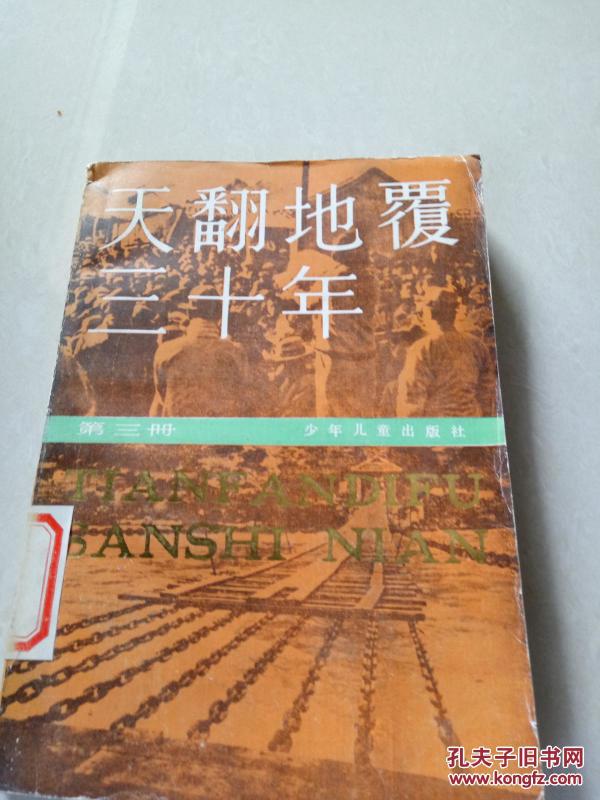 天翻地覆
三十年
第三册
少年儿童出版社
TIANFANDIFU
SANSHI NIAN
孔夫子旧书网
www.kongfz.com